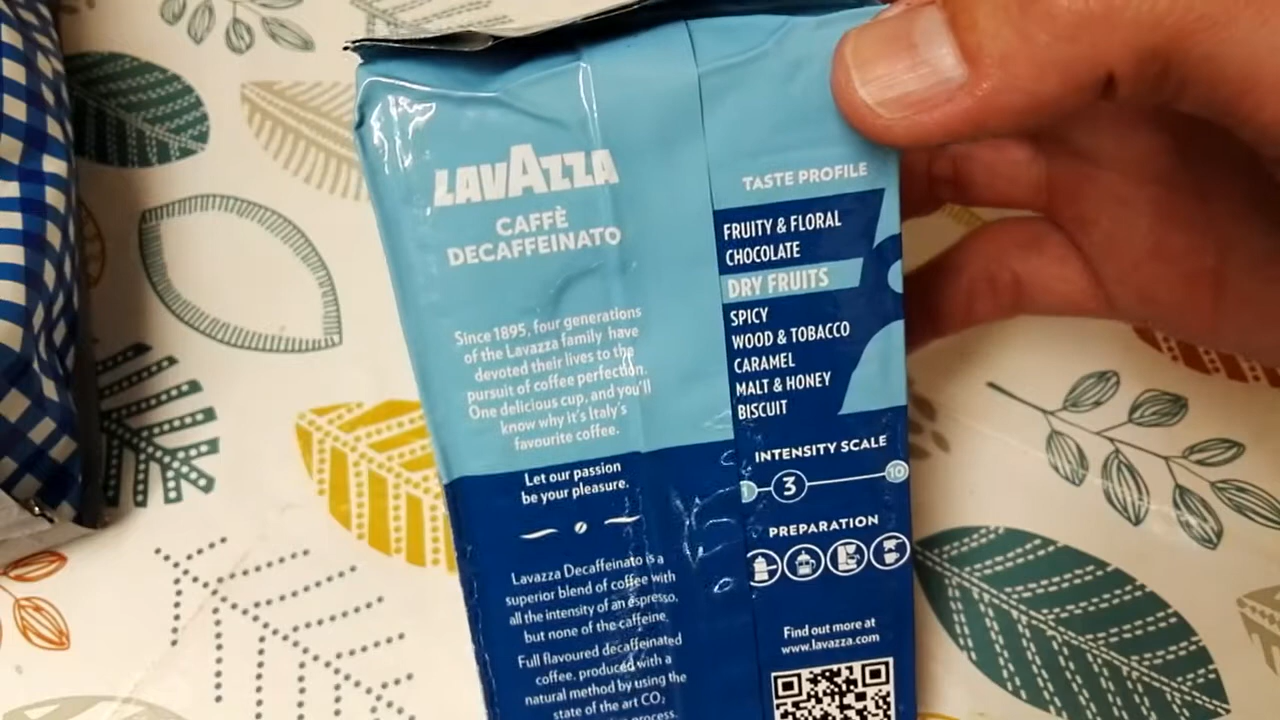 LAVAZZA
CAFFÈ
DECAFFEINATO
Since 1895, four generations
of the Lavazza family have
devoted their lives to the
pursuit of coffee perfection.
One delicious cup, and you'll
know why it's Italy's
favourite coffee.
Let our passion
be your pleasure.
Lavazza Decaffeinato is a
superior blend of coffee with
all the intensity of an espresso,
but none of the caffeine.
Full flavoured decaffeinated
coffee, produced with a
natural method by using the
state of the art CO₂
process.
TASTE PROFILE
FRUITY & FLORAL
CHOCOLATE
DRY FRUITS
SPICY
WOOD & TOBACCO
CARAMEL
MALT & HONEY
BISCUIT
INTENSITY SCALE
1 3 10
PREPARATION
Find out more at
www.lavazza.com